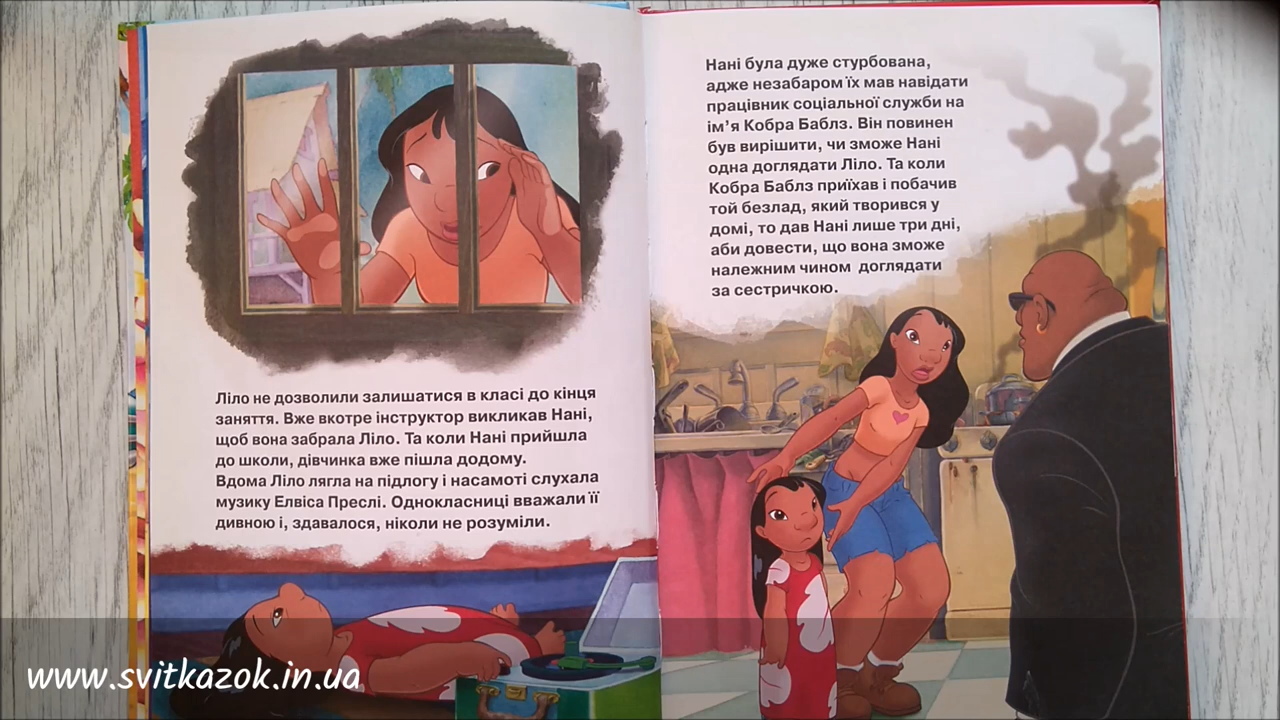 Ліло не дозволили залишатися в класі до кінця
заняття. Вже вкотре інструктор викликав Нані,
щоб вона забрала Ліло. Та коли Нані прийшла
до школи, дівчинка вже пішла додому.
Вдома Ліло лягла на підлогу і насамоті слухала
музику Елвіса Преслі. Однокласниці вважали її
дивною і, здавалося, ніколи не розуміли.
Нані була дуже стурбована,
адже незабаром їх мав навідати
працівник соціальної служби на
ім’я Кобра Баблз. Він повинен
був вирішити, чи зможе Нані
одна доглядати Ліло. Та коли
Кобра Баблз приїхав і побачив
той безлад, який творився у
домі, то дав Нані лише три дні,
аби довести, що вона зможе
належним чином доглядати
за сестричкою.
www.svitkazok.in.ua